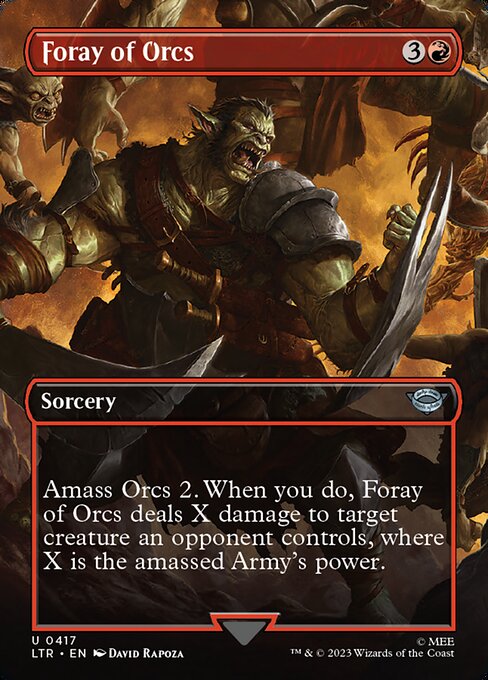 Foray of Orcs 3
Sorcery
Amass Orcs 2. When you do, Foray
of Orcs deals X damage to target
creature an opponent controls, where
X is the amassed Army's power.
U 0417
LTR • EN DAVID RAPOZA
© MEE
™ & © 2023 Wizards of the Coast